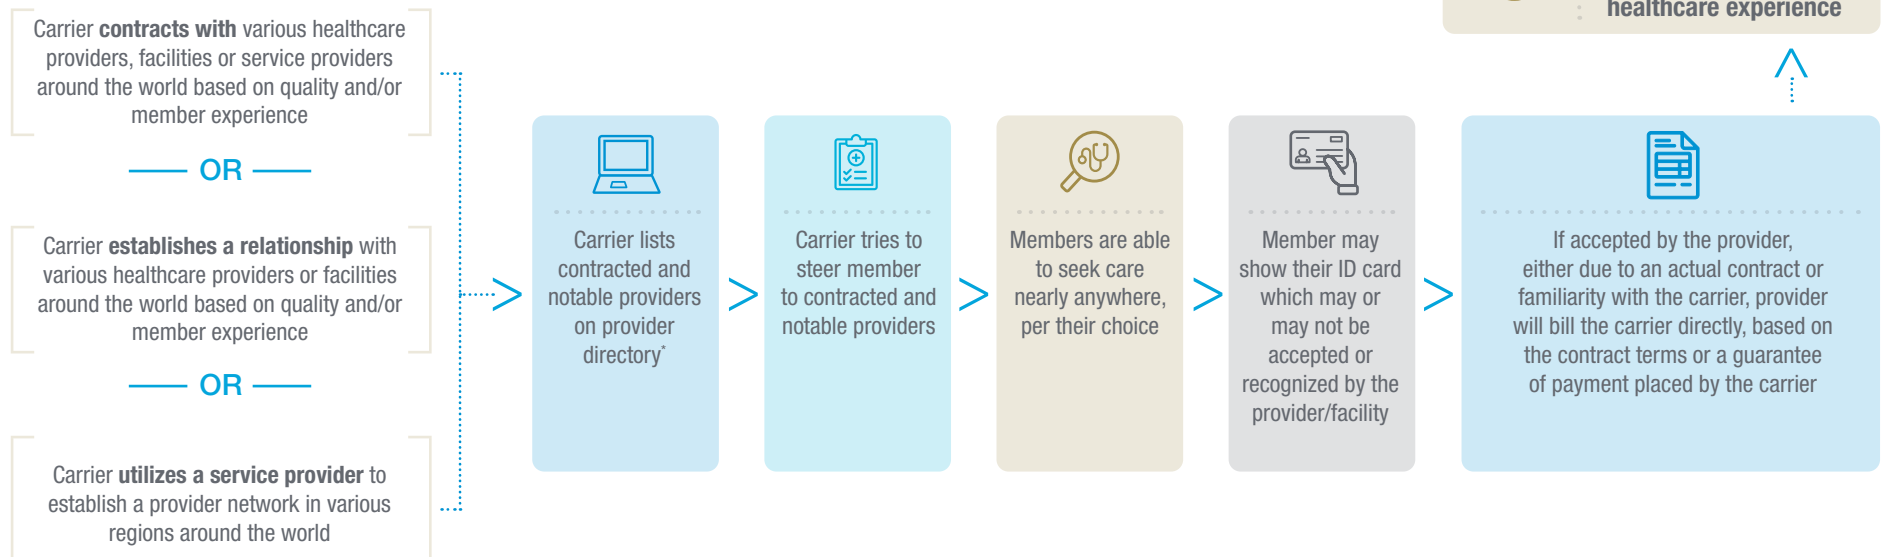 healthcare experience
Carrier contracts with various healthcare
providers, facilities or service providers
around the world based on quality and/or
member experience
OR
Carrier establishes a relationship with
various healthcare providers or facilities
around the world based on quality and/or
member experience
OR
Carrier utilizes a service provider to
establish a provider network in various
regions around the world
Carrier lists
contracted and
notable providers
on provider
directory*
Carrier tries to
steer member
to contracted and
notable providers
Members are able
to seek care
nearly anywhere,
per their choice
Member may
show their ID card
which may or
may not be
accepted or
recognized by the
provider/facility
If accepted by the provider,
either due to an actual contract or
familiarity with the carrier, provider
will bill the carrier directly, based on
the contract terms or a guarantee
of payment placed by the carrier